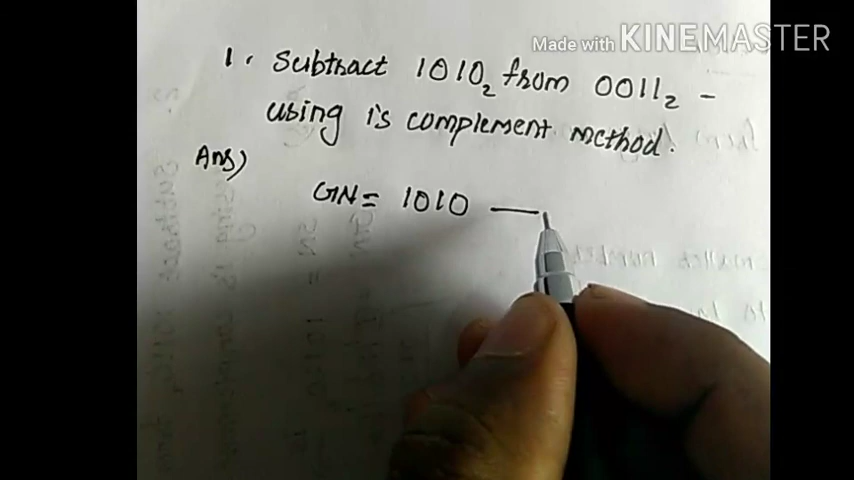 Made with KINEMASTER
1. Subtract 1010₂ from 0011₂ -
using 1's complement method.
Ans)
GN = 1010 —